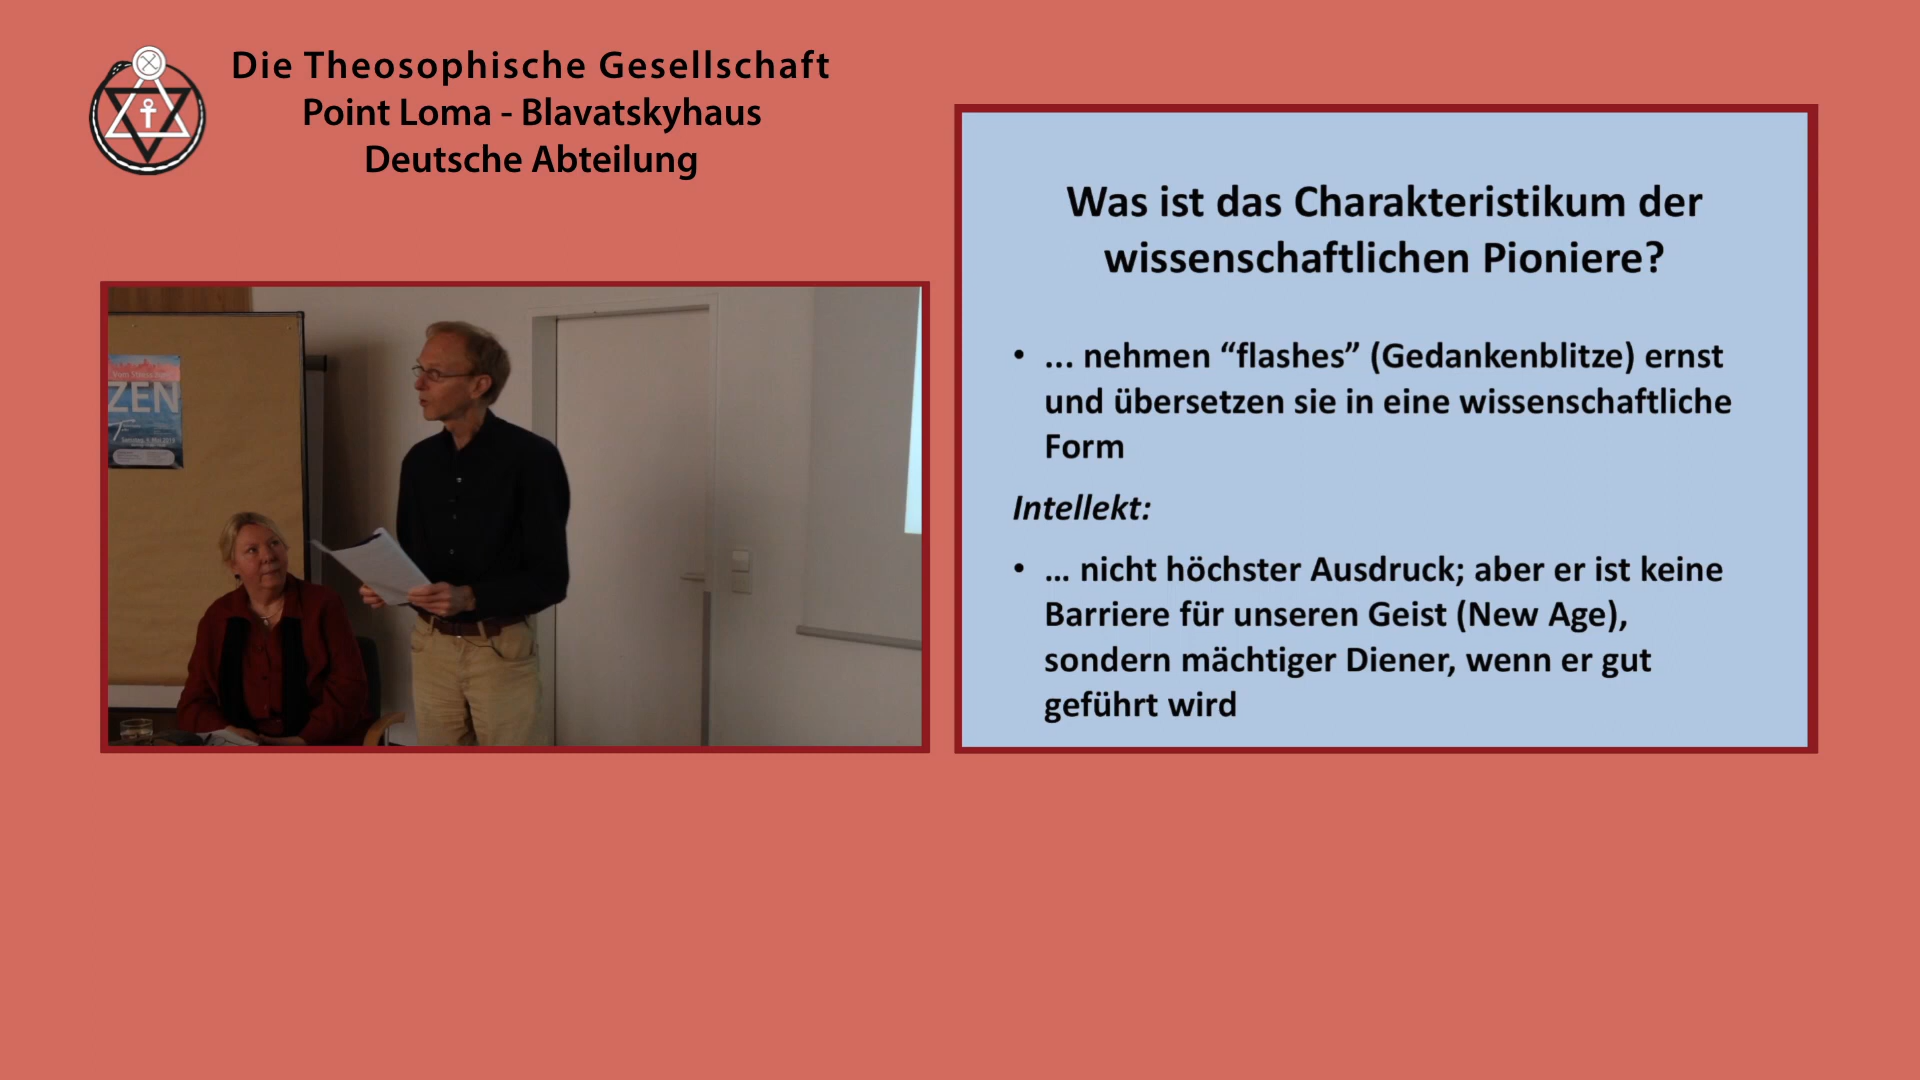 Die Theosophische Gesellschaft
Point Loma - Blavatskyhaus
Deutsche Abteilung
Was ist das Charakteristikum der
wissenschaftlichen Pioniere?
• ... nehmen “flashes” (Gedankenblitze) ernst
und übersetzen sie in eine wissenschaftliche
Form
Intellekt:
• … nicht höchster Ausdruck; aber er ist keine
Barriere für unseren Geist (New Age),
sondern mächtiger Diener, wenn er gut
geführt wird
ZEN